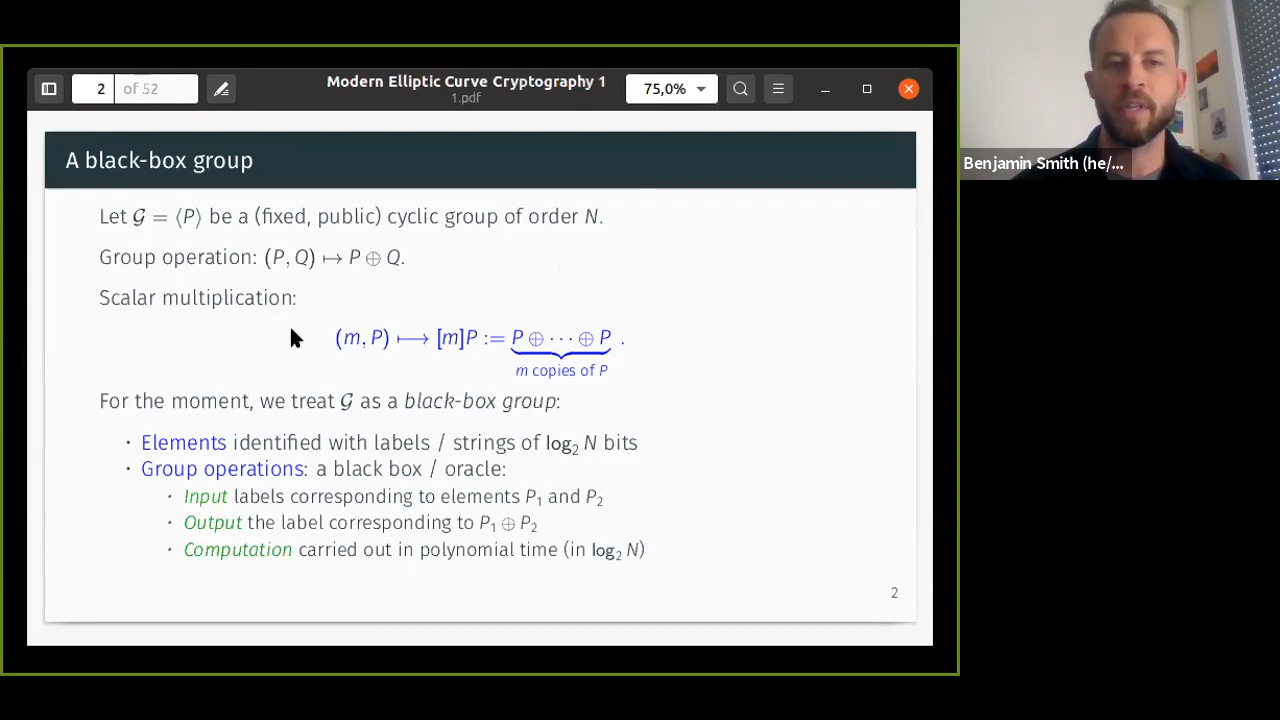 2 of 52
Modern Elliptic Curve Cryptography 1
1.pdf
75,0%
A black-box group
Let 𝒢 = ⟨P⟩ be a (fixed, public) cyclic group of order N.
Group operation: (P, Q) ↦ P ⊕ Q.
Scalar multiplication:
(m, P) ⟼ [m]P := P ⊕ ··· ⊕ P .
m copies of P
For the moment, we treat 𝒢 as a black-box group:
· Elements identified with labels / strings of log₂ N bits
· Group operations: a black box / oracle:
· Input labels corresponding to elements P₁ and P₂
· Output the label corresponding to P₁ ⊕ P₂
· Computation carried out in polynomial time (in log₂ N)
2
Benjamin Smith (he/...